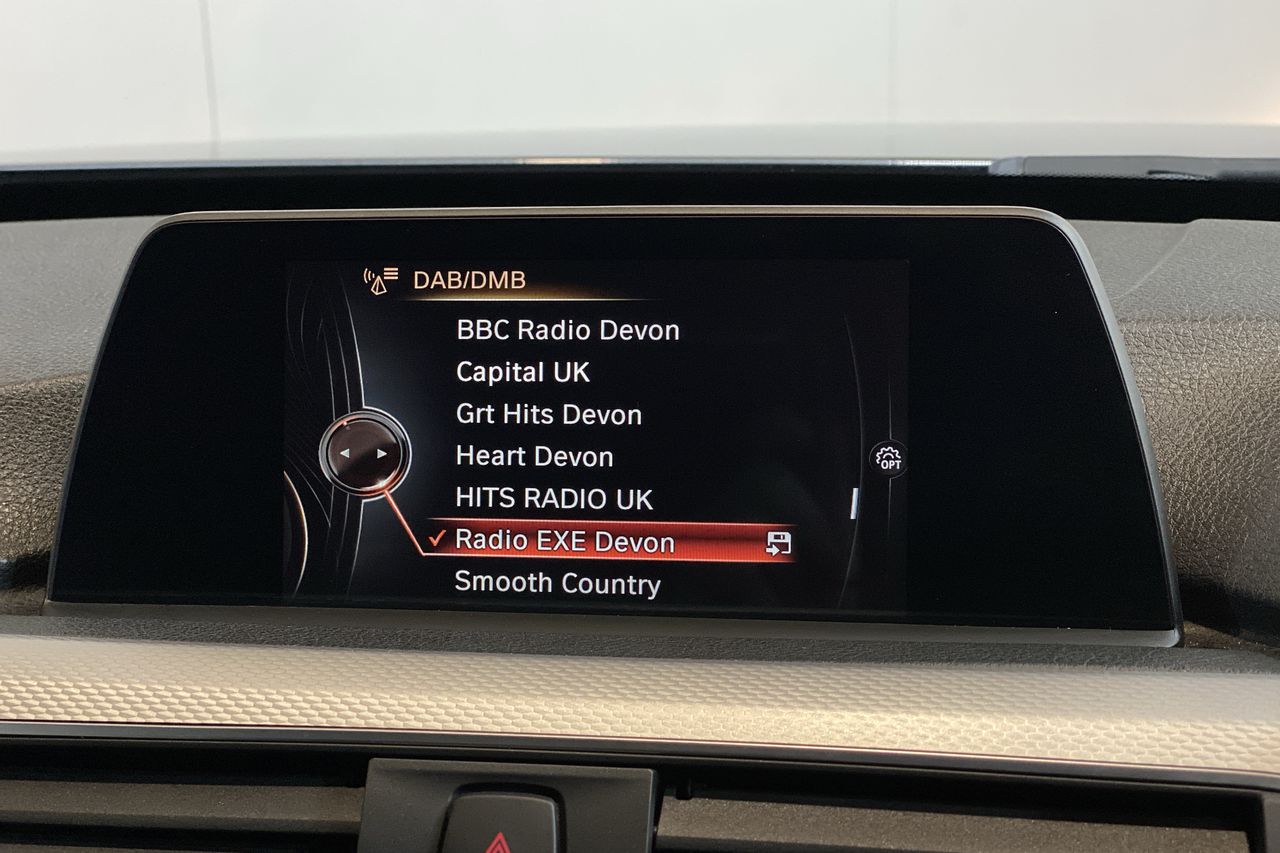 DAB/DMB
BBC Radio Devon
Capital UK
Grt Hits Devon
Heart Devon
HITS RADIO UK
Radio EXE Devon
Smooth Country
OPT